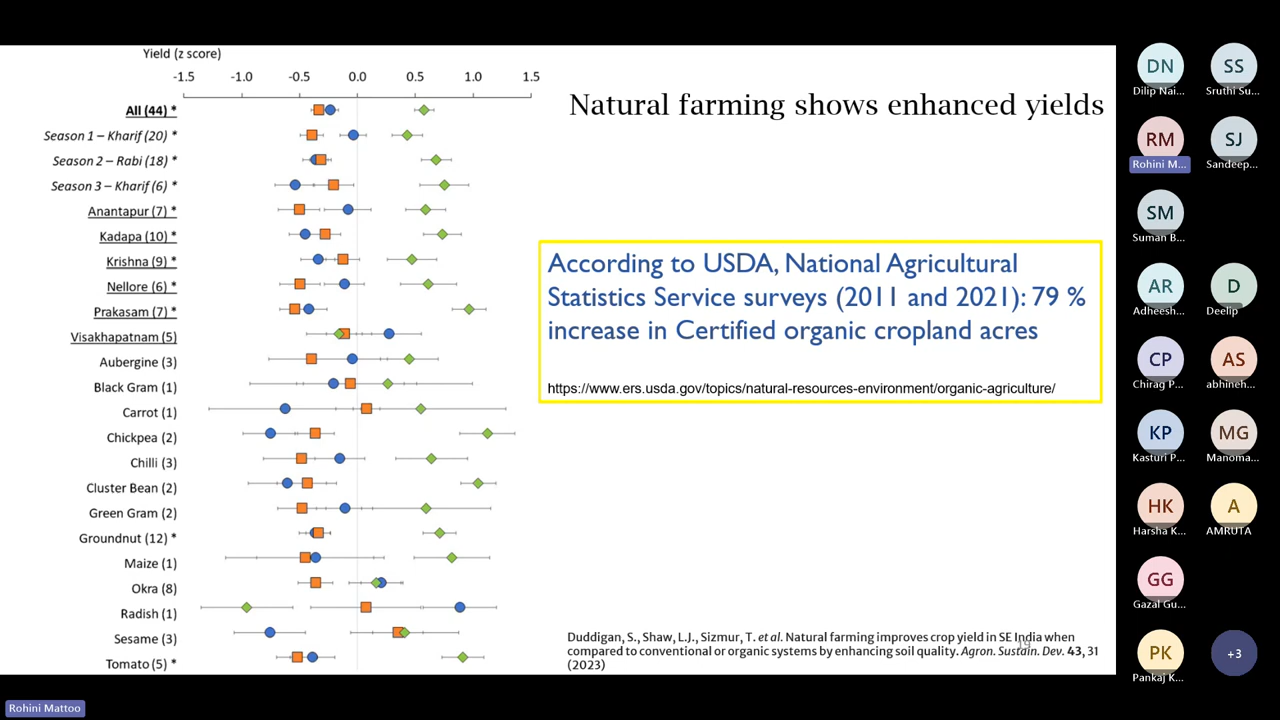 Yield (z score)
-1.5 -1.0 -0.5 0.0 0.5 1.0 1.5
All (44) *
Season 1 – Kharif (20) *
Season 2 – Rabi (18) *
Season 3 – Kharif (6) *
Anantapur (7) *
Kadapa (10) *
Krishna (9) *
Nellore (6) *
Prakasam (7) *
Visakhapatnam (5)
Aubergine (3)
Black Gram (1)
Carrot (1)
Chickpea (2)
Chilli (3)
Cluster Bean (2)
Green Gram (2)
Groundnut (12) *
Maize (1)
Okra (8)
Radish (1)
Sesame (3)
Tomato (5) *
Natural farming shows enhanced yields
According to USDA, National Agricultural
Statistics Service surveys (2011 and 2021): 79 %
increase in Certified organic cropland acres
https://www.ers.usda.gov/topics/natural-resources-environment/organic-agriculture/
Duddigan, S., Shaw, L.J., Sizmur, T. et al. Natural farming improves crop yield in SE India when
compared to conventional or organic systems by enhancing soil quality. Agron. Sustain. Dev. 43, 31
(2023)
DN SS
Dilip Nai... Sruthi Su...
RM SJ
Rohini M... Sandeep...
SM
Suman B...
AR D
Adheesh... Deelip
CP AS
Chirag P... abhineh...
KP MG
Kasturi P... Manoma...
HK A
Harsha K... AMRUTA
GG
Gazal Gu...
PK +3
Pankaj K...
Rohini Mattoo